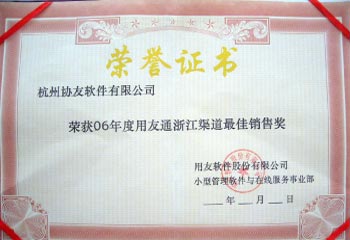 荣誉证书
杭州协友软件有限公司
荣获06年度用友通浙江渠道最佳销售奖
用友软件股份有限公司
小型管理软件与在线服务事业部
年 月 日